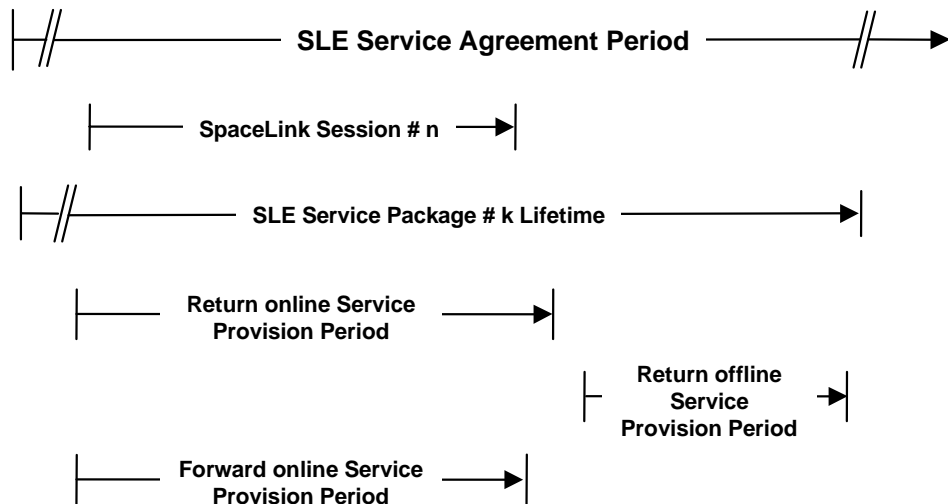 SLE Service Agreement Period
SpaceLink Session # n
SLE Service Package # k Lifetime
Return online Service
Provision Period
Return offline
Service
Provision Period
Forward online Service
Provision Period